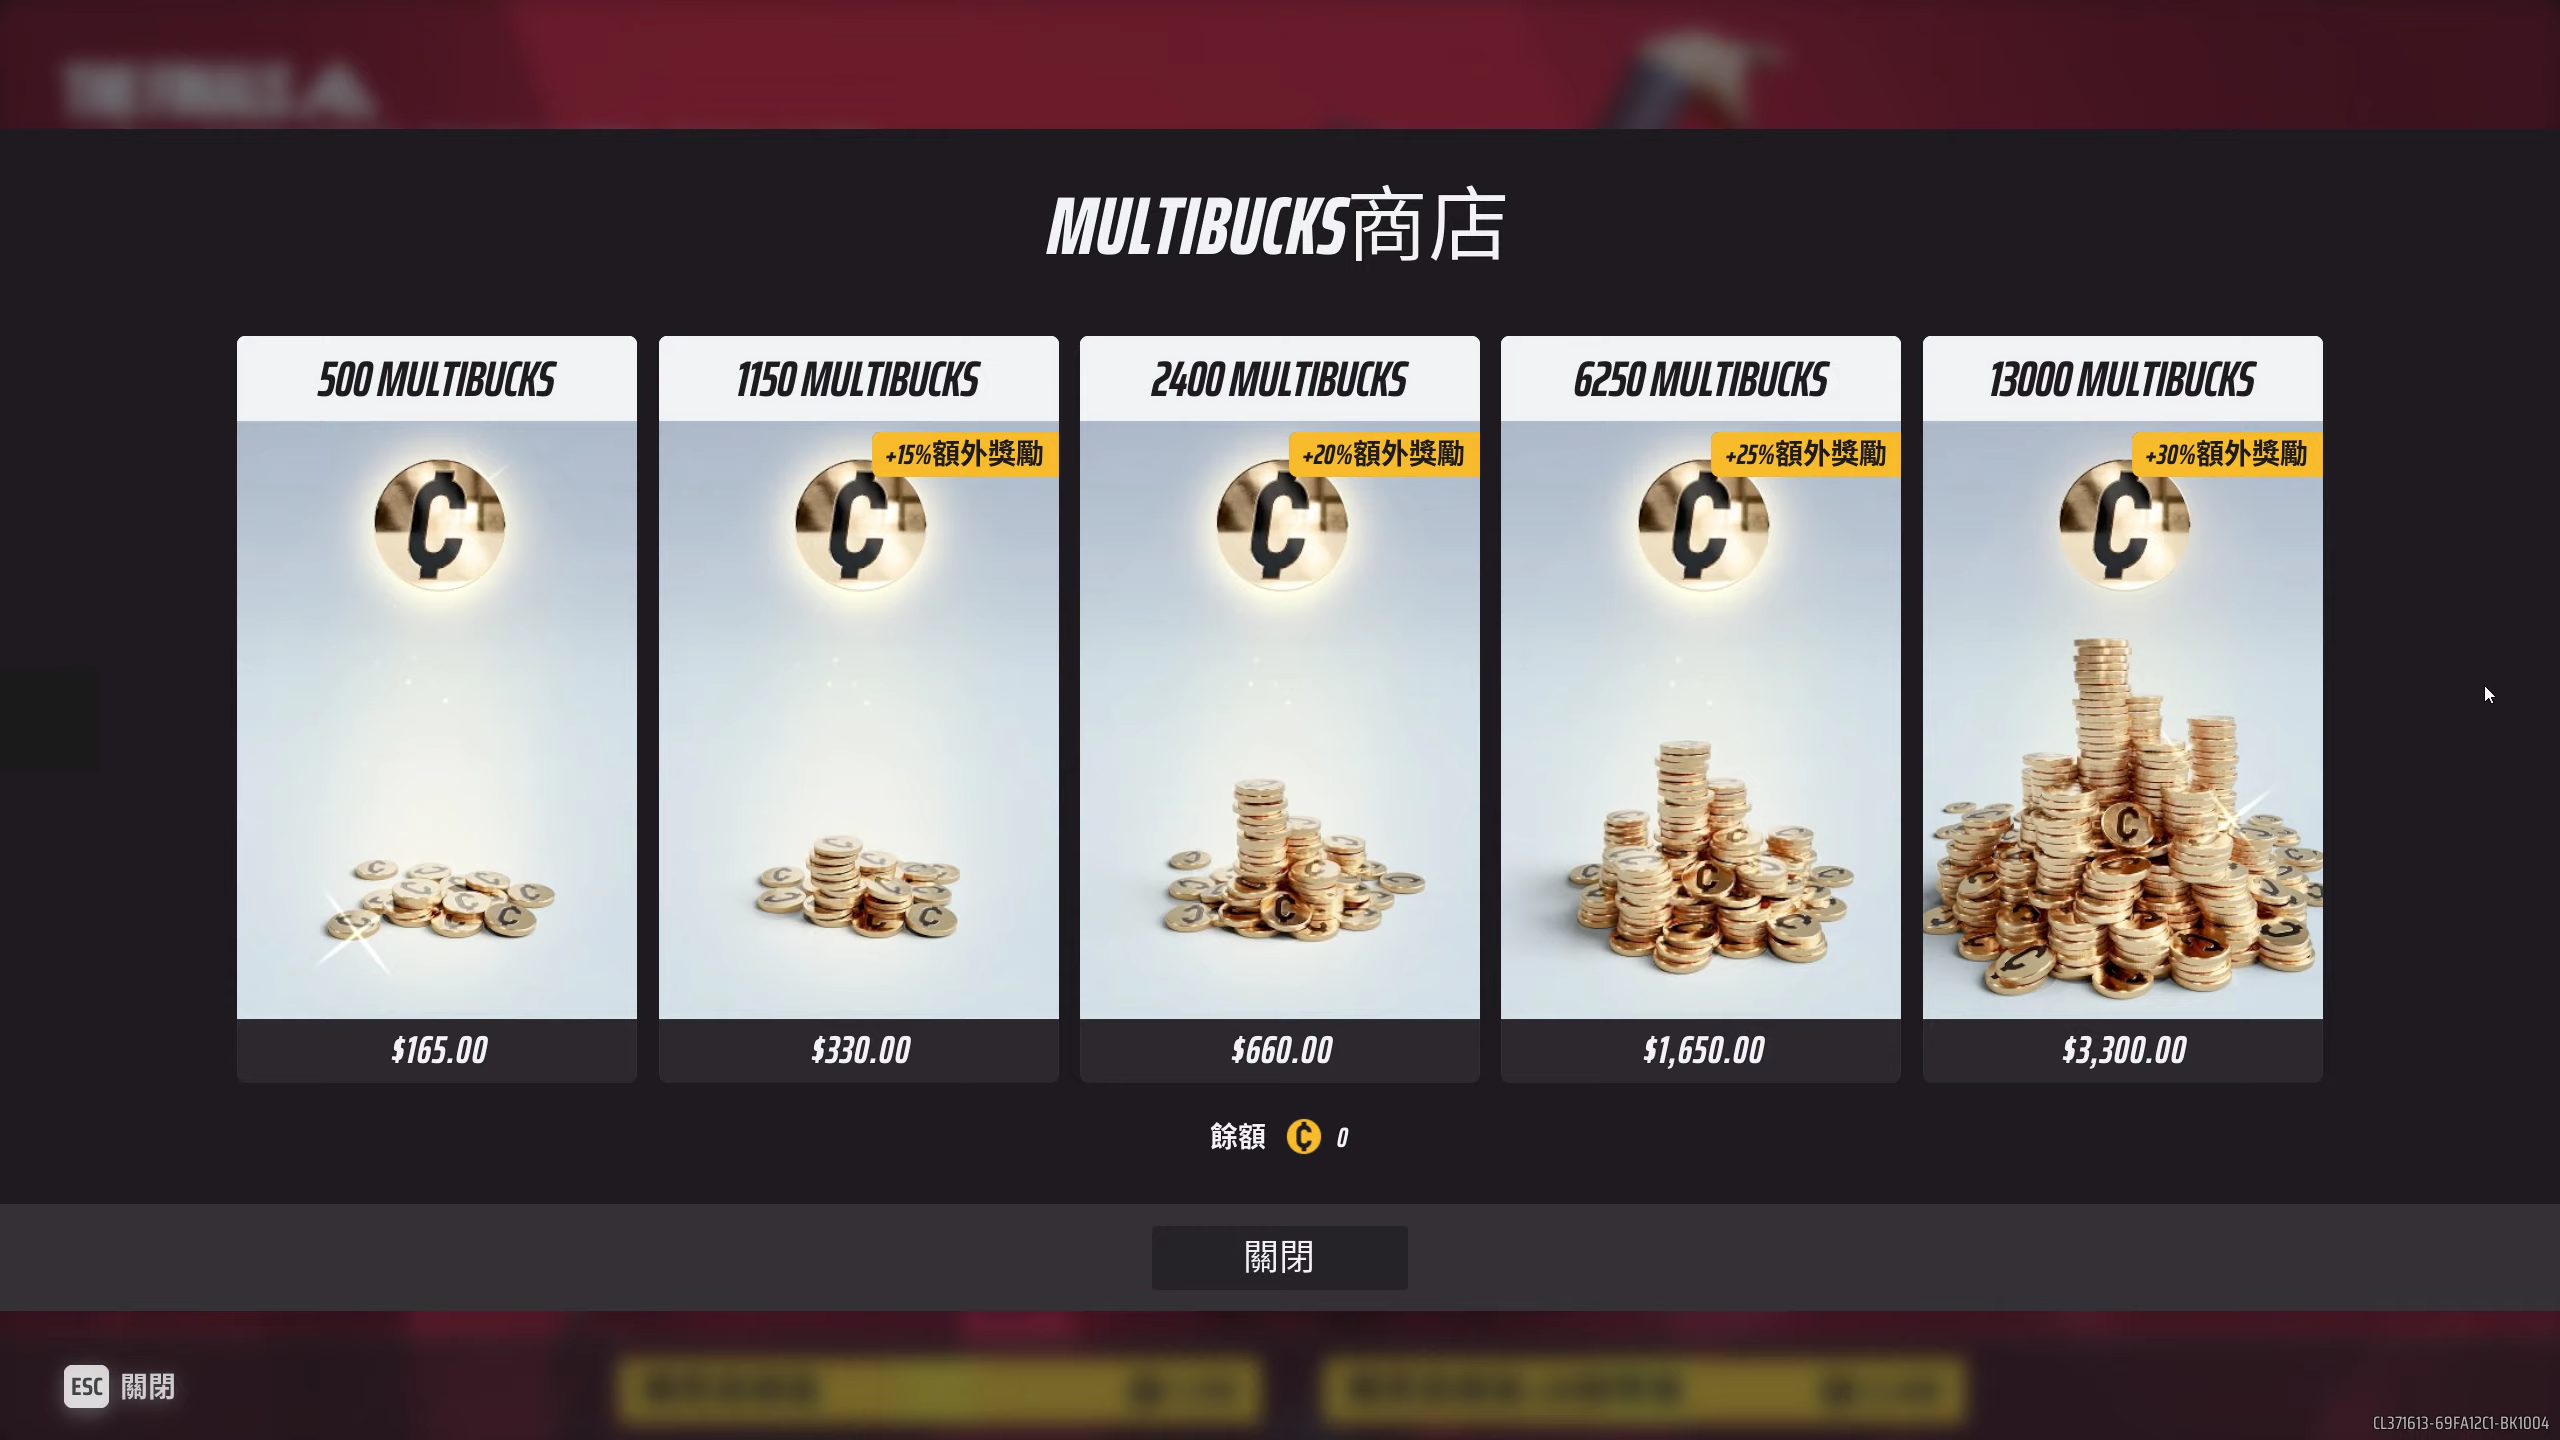 MULTIBUCKS商店
500 MULTIBUCKS
$165.00
1150 MULTIBUCKS
+15%額外獎勵
$330.00
2400 MULTIBUCKS
+20%額外獎勵
$660.00
6250 MULTIBUCKS
+25%額外獎勵
$1,650.00
13000 MULTIBUCKS
+30%額外獎勵
$3,300.00
餘額 0
關閉
ESC 關閉
CL371613-69FA12C1-BK1004